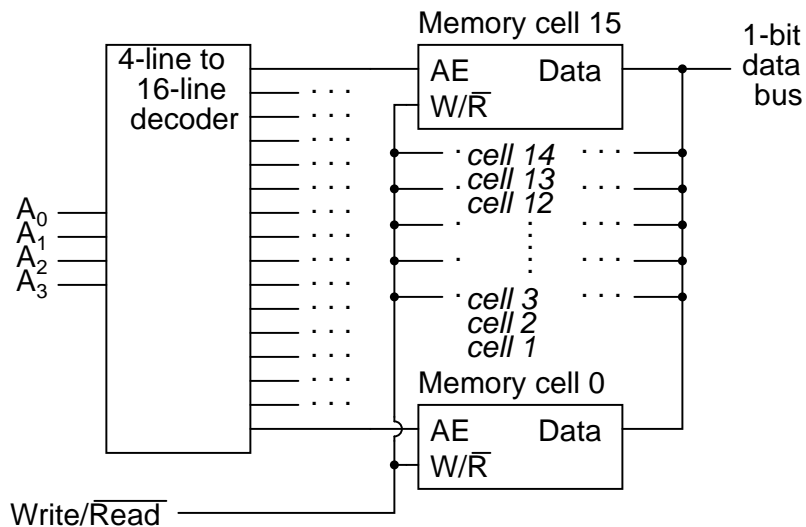 Memory cell 15
1-bit
data
bus
4-line to
16-line
decoder
AE Data
W/R̅
cell 14
cell 13
cell 12
A₀
A₁
A₂
A₃
cell 3
cell 2
cell 1
Memory cell 0
AE Data
W/R̅
Write/R̅e̅a̅d̅